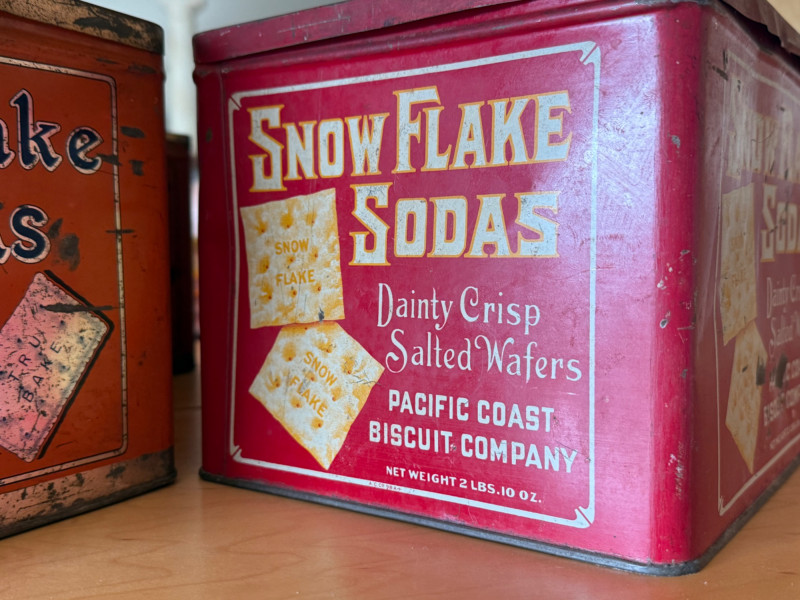 SNOW FLAKE
SODAS
SNOW
FLAKE
SNOW
FLAKE
Dainty Crisp
Salted Wafers
PACIFIC COAST
BISCUIT COMPANY
NET WEIGHT 2 LBS. 10 OZ.